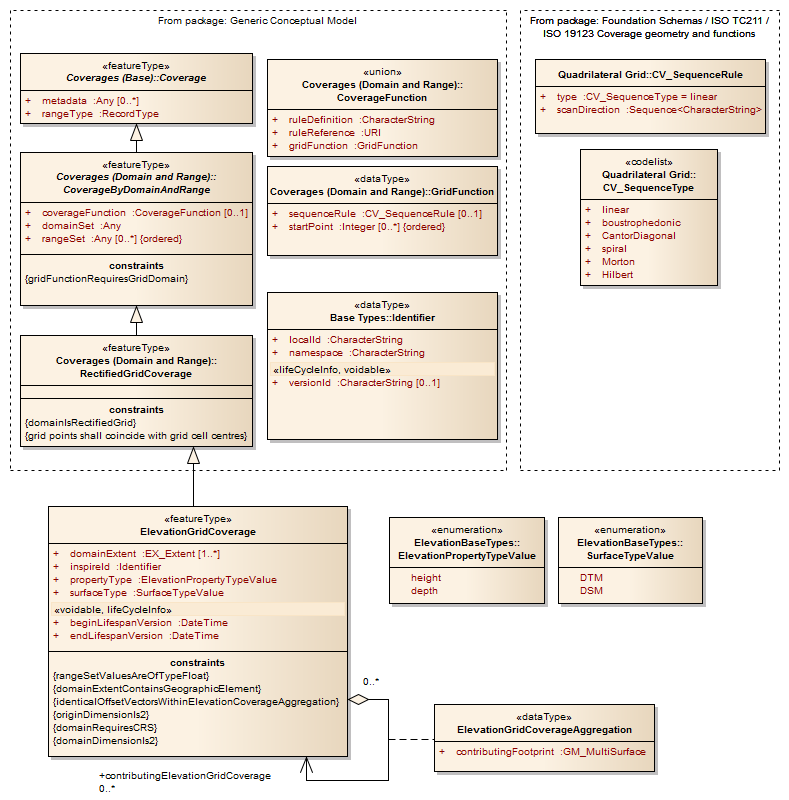 From package: Generic Conceptual Model
«featureType»
Coverages (Base)::Coverage
+ metadata :Any [0..*]
+ rangeType :RecordType
«featureType»
Coverages (Domain and Range)::
CoverageByDomainAndRange
+ coverageFunction :CoverageFunction [0..1]
+ domainSet :Any
+ rangeSet :Any [0..*] {ordered}
constraints
{gridFunctionRequiresGridDomain}
«featureType»
Coverages (Domain and Range)::
RectifiedGridCoverage
constraints
{domainIsRectifiedGrid}
{grid points shall coincide with grid cell centres}
«union»
Coverages (Domain and Range)::
CoverageFunction
+ ruleDefinition :CharacterString
+ ruleReference :URI
+ gridFunction :GridFunction
«dataType»
Coverages (Domain and Range)::GridFunction
+ sequenceRule :CV_SequenceRule [0..1]
+ startPoint :Integer [0..*] {ordered}
«dataType»
Base Types::Identifier
+ localId :CharacterString
+ namespace :CharacterString
«lifeCycleInfo, voidable»
+ versionId :CharacterString [0..1]
From package: Foundation Schemas / ISO TC211 /
ISO 19123 Coverage geometry and functions
Quadrilateral Grid::CV_SequenceRule
+ type :CV_SequenceType = linear
+ scanDirection :Sequence<CharacterString>
«codelist»
Quadrilateral Grid::
CV_SequenceType
+ linear
+ boustrophedonic
+ CantorDiagonal
+ spiral
+ Morton
+ Hilbert
«featureType»
ElevationGridCoverage
+ domainExtent :EX_Extent [1..*]
+ inspireId :Identifier
+ propertyType :ElevationPropertyTypeValue
+ surfaceType :SurfaceTypeValue
«voidable, lifeCycleInfo»
+ beginLifespanVersion :DateTime
+ endLifespanVersion :DateTime
constraints
{rangeSetValuesAreOfTypeFloat}
{domainExtentContainsGeographicElement}
{identicalOffsetVectorsWithinElevationCoverageAggregation}
{originDimensionIs2}
{domainRequiresCRS}
{domainDimensionIs2}
«enumeration»
ElevationBaseTypes::
ElevationPropertyTypeValue
height
depth
«enumeration»
ElevationBaseTypes::
SurfaceTypeValue
DTM
DSM
0..*
«dataType»
ElevationGridCoverageAggregation
+ contributingFootprint :GM_MultiSurface
+contributingElevationGridCoverage
0..*